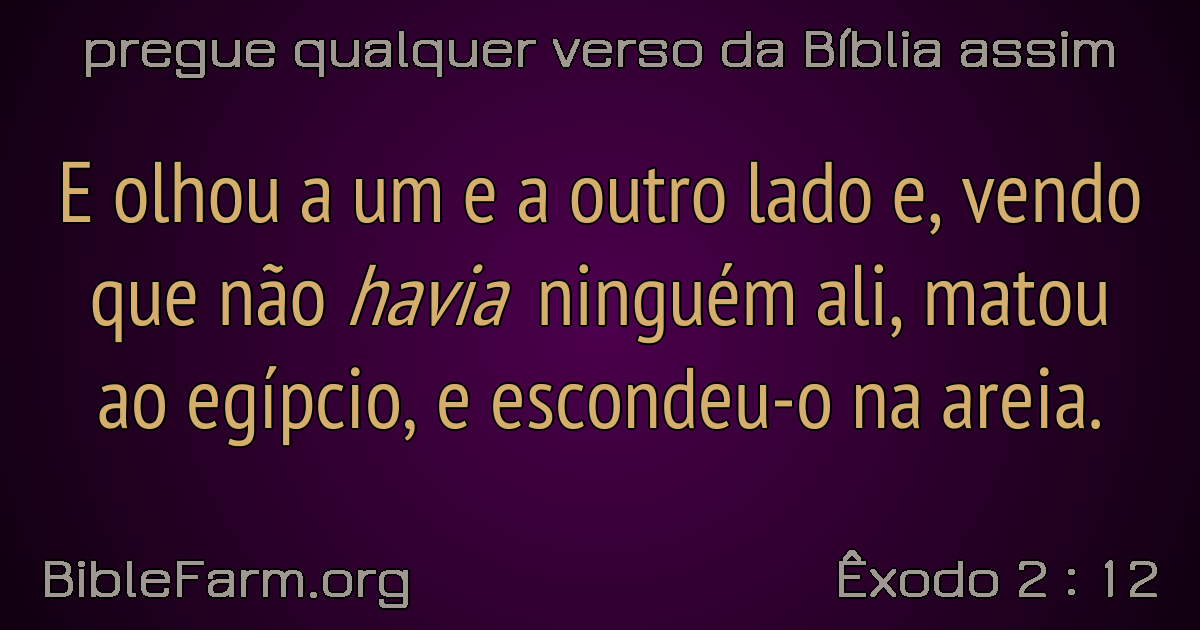 pregue qualquer verso da Bíblia assim
E olhou a um e a outro lado e, vendo
que não havia ninguém ali, matou
ao egípcio, e escondeu-o na areia.
BibleFarm.org
Êxodo 2 : 12